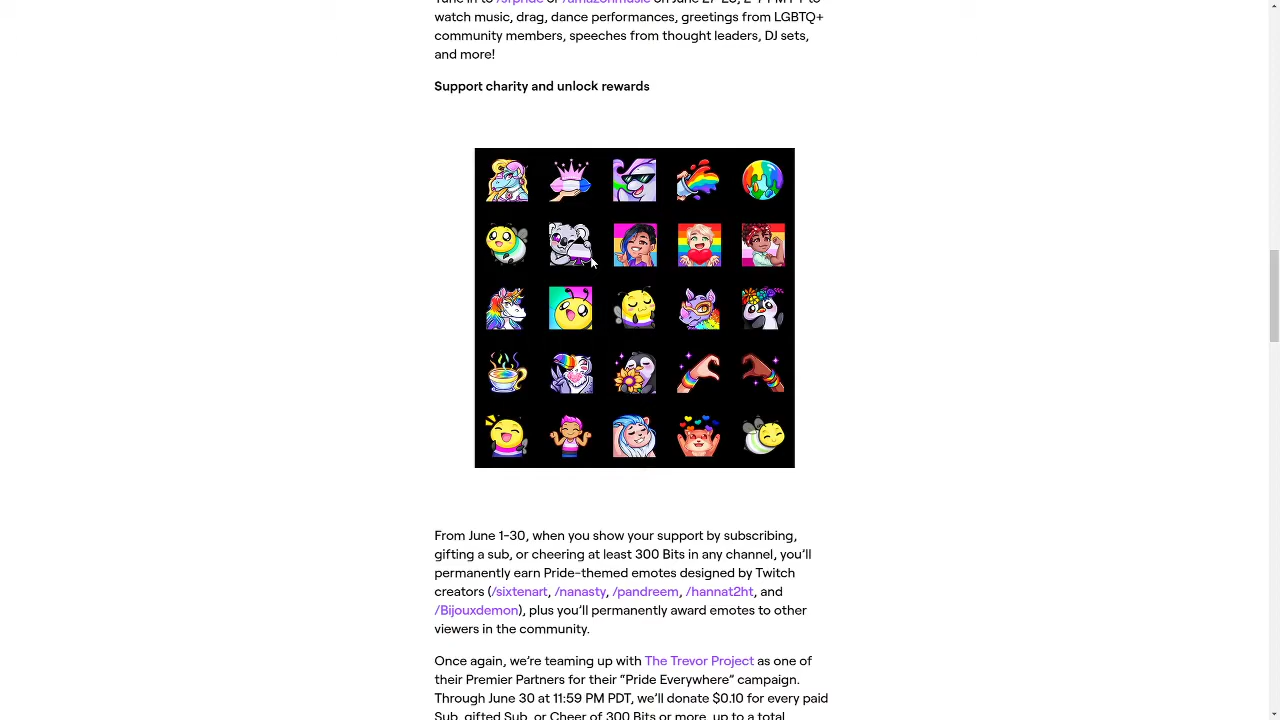 watch music, drag, dance performances, greetings from LGBTQ+
community members, speeches from thought leaders, DJ sets,
and more!
Support charity and unlock rewards
From June 1-30, when you show your support by subscribing,
gifting a sub, or cheering at least 300 Bits in any channel, you’ll
permanently earn Pride-themed emotes designed by Twitch
creators (/sixtenart, /nanasty, /pandreem, /hannat2ht, and
/Bijouxdemon), plus you’ll permanently award emotes to other
viewers in the community.
Once again, we’re teaming up with The Trevor Project as one of
their Premier Partners for their “Pride Everywhere” campaign.
Through June 30 at 11:59 PM PDT, we’ll donate $0.10 for every paid
Sub, gifted Sub, or Cheer of 300 Bits or more, up to a total